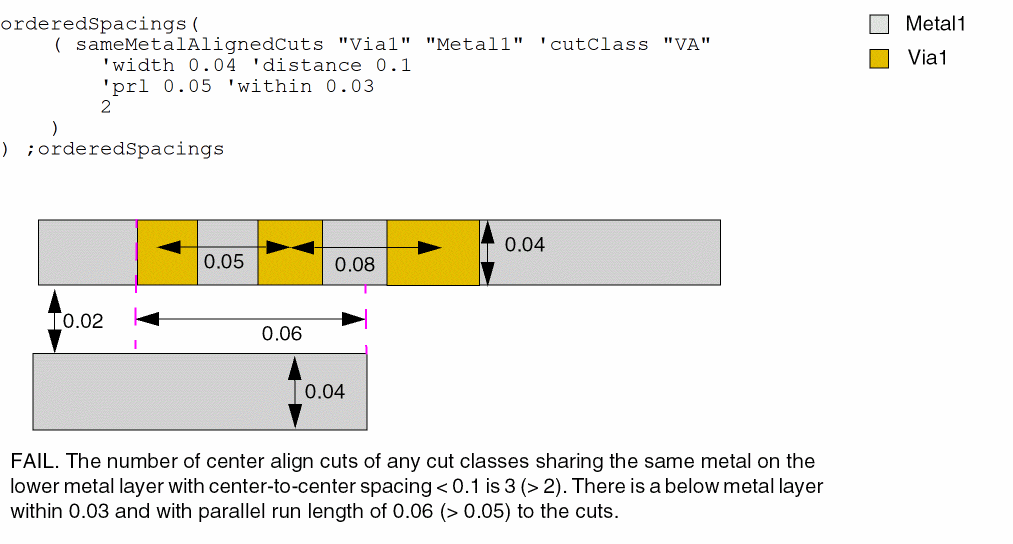 orderedSpacings(
( sameMetalAlignedCuts "Via1" "Metal1" 'cutClass "VA"
'width 0.04 'distance 0.1
'prl 0.05 'within 0.03
2
)
) ;orderedSpacings
Metal1
Via1
0.05
0.08
0.04
0.02
0.06
0.04
FAIL. The number of center align cuts of any cut classes sharing the same metal on the
lower metal layer with center-to-center spacing < 0.1 is 3 (> 2). There is a below metal layer
within 0.03 and with parallel run length of 0.06 (> 0.05) to the cuts.